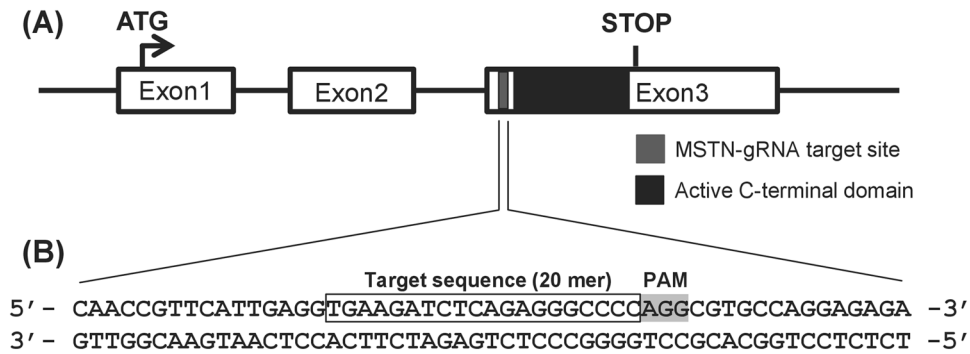 (A)
ATG
STOP
Exon1
Exon2
Exon3
MSTN-gRNA target site
Active C-terminal domain
(B)
Target sequence (20 mer) PAM
5’– CAACCGTTCATTGAGGTGAAGATCTCAGAGGGCCCCAGGCGTGCCAGGAGAGA –3’
3’– GTTGGCAAGTAACTCCACTTCTAGAGTCTCCCGGGGTCCGCACGGTCCTCTCT –5’